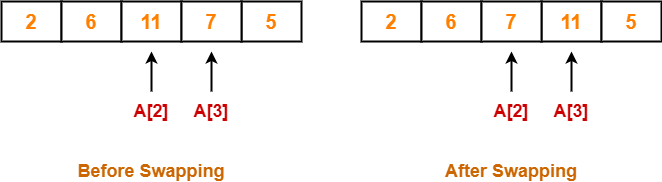 2 6 11 7 5
A[2] A[3]
Before Swapping
2 6 7 11 5
A[2] A[3]
After Swapping